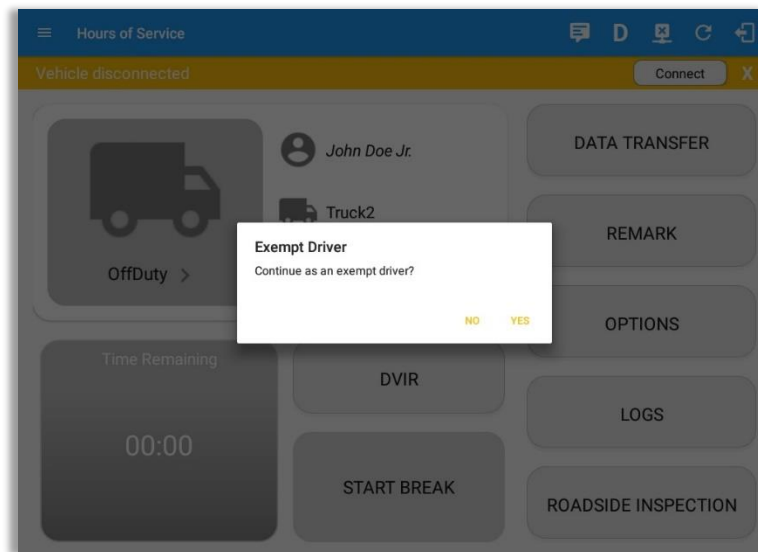 Hours of Service
D
Vehicle disconnected
Connect
X
John Doe Jr.
Truck2
OffDuty >
Exempt Driver
Continue as an exempt driver?
NO
YES
Time Remaining
00:00
DVIR
START BREAK
DATA TRANSFER
REMARK
OPTIONS
LOGS
ROADSIDE INSPECTION